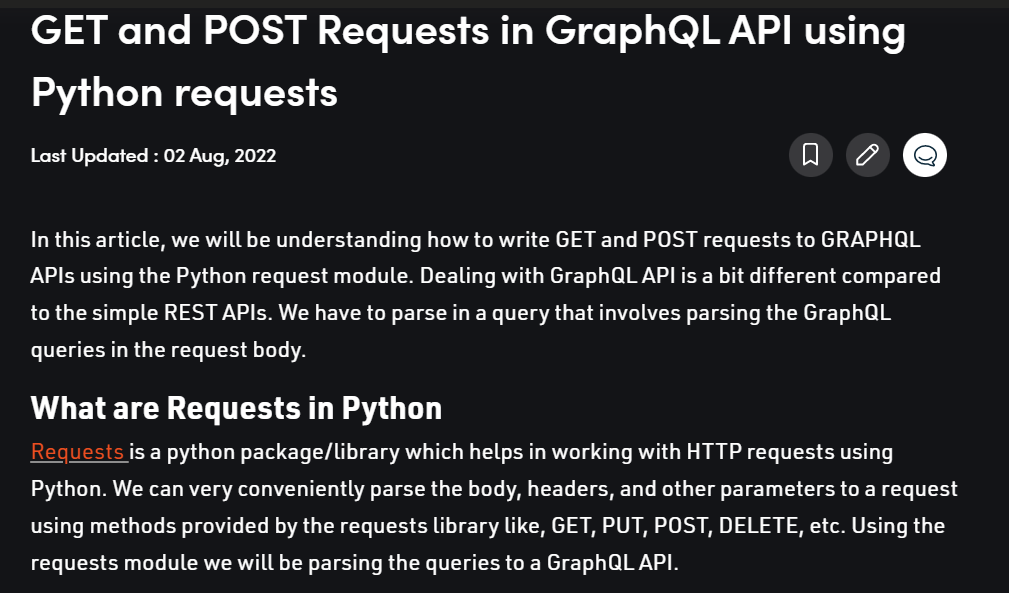 GET and POST Requests in GraphQL API using
Python requests
Last Updated : 02 Aug, 2022
In this article, we will be understanding how to write GET and POST requests to GRAPHQL
APIs using the Python request module. Dealing with GraphQL API is a bit different compared
to the simple REST APIs. We have to parse in a query that involves parsing the GraphQL
queries in the request body.
What are Requests in Python
Requests is a python package/library which helps in working with HTTP requests using
Python. We can very conveniently parse the body, headers, and other parameters to a request
using methods provided by the requests library like, GET, PUT, POST, DELETE, etc. Using the
requests module we will be parsing the queries to a GraphQL API.